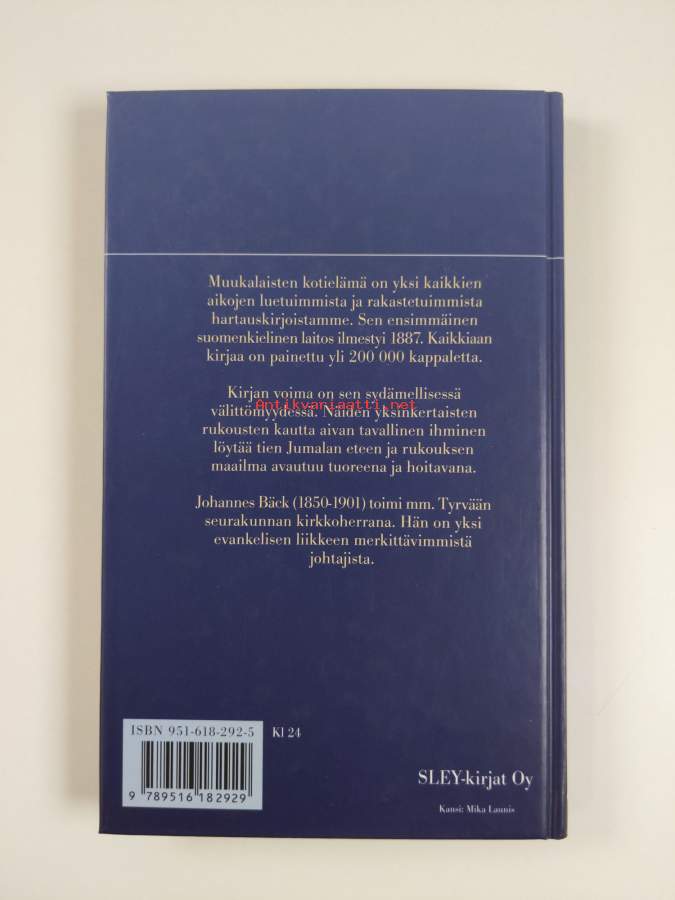 Muukalaisten kotielämä on yksi kaikkien
aikojen luetuimmista ja rakastetuimmista
hartauskirjoistamme. Sen ensimmäinen
suomenkielinen laitos ilmestyi 1887. Kaikkiaan
kirjaa on painettu yli 200 000 kappaletta.
Kirjan voima on sen sydämellisessä
Antikvariaatti.net
välittömyydessä. Näiden yksinkertaisten
rukousten kautta aivan tavallinen ihminen
löytää tien Jumalan eteen ja rukouksen
maailma avautuu tuoreena ja hoitavana.
Johannes Bäck (1850-1901) toimi mm. Tyrvään
seurakunnan kirkkoherrana. Hän on yksi
evankelisen liikkeen merkittävimmistä
johtajista.
ISBN 951-618-292-5
Kl 24
9 789516 182929
SLEY-kirjat Oy
Kansi: Mika Launis